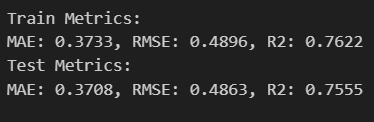 Train Metrics:
MAE: 0.3733, RMSE: 0.4896, R2: 0.7622
Test Metrics:
MAE: 0.3708, RMSE: 0.4863, R2: 0.7555